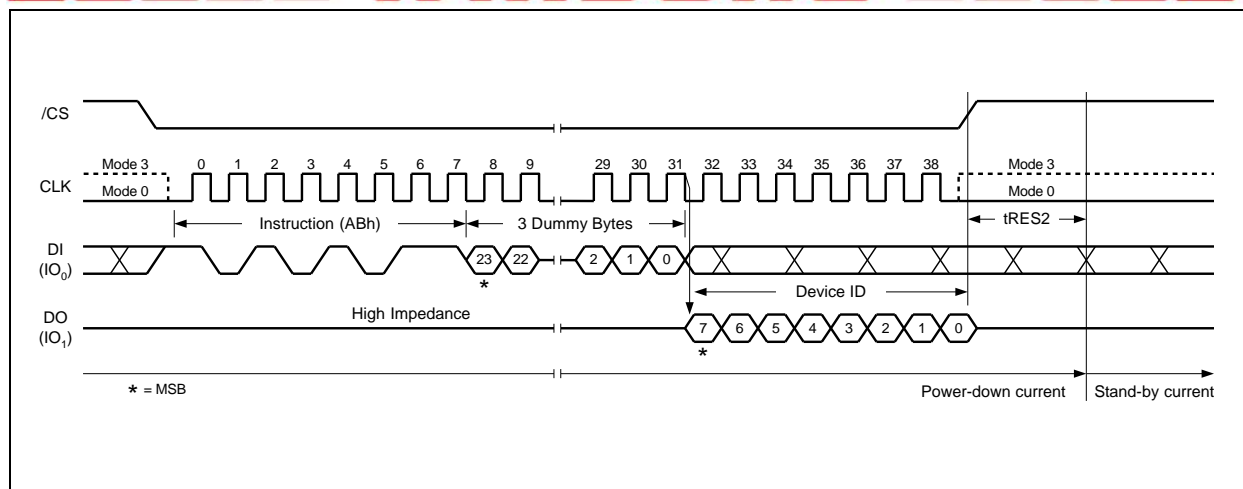 /CS
Mode 3 0 1 2 3 4 5 6 7 8 9 29 30 31 32 33 34 35 36 37 38 Mode 3
CLK Mode 0 Mode 0
Instruction (ABh) 3 Dummy Bytes tRES2
DI
(IO0) 23 22 2 1 0
*
Device ID
High Impedance
DO
(IO1) 7 6 5 4 3 2 1 0
*
* = MSB
Power-down current Stand-by current